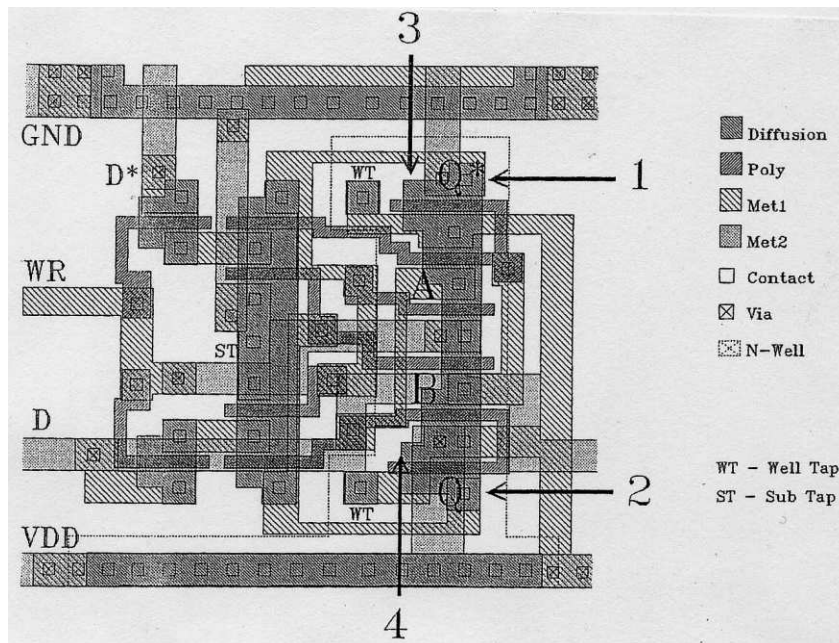 3
GND
D*
WT
Q*
1
WR
A
ST
B
D
Q
2
WT
VDD
4
Diffusion
Poly
Met1
Met2
Contact
Via
N-Well
WT - Well Tap
ST - Sub Tap